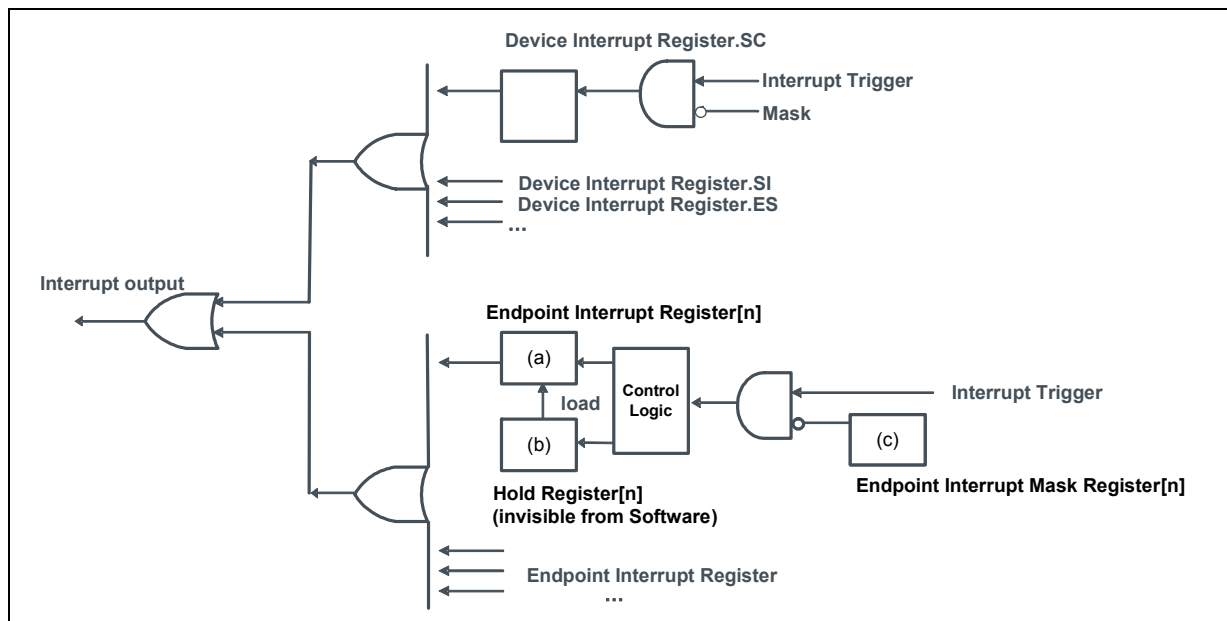 Device Interrupt Register.SC
Interrupt Trigger
Mask
Device Interrupt Register.SI
Device Interrupt Register.ES
...
Interrupt output
Endpoint Interrupt Register[n]
(a)
Control
Logic
Interrupt Trigger
load
(b)
(c)
Hold Register[n]
(invisible from Software)
Endpoint Interrupt Mask Register[n]
Endpoint Interrupt Register
...